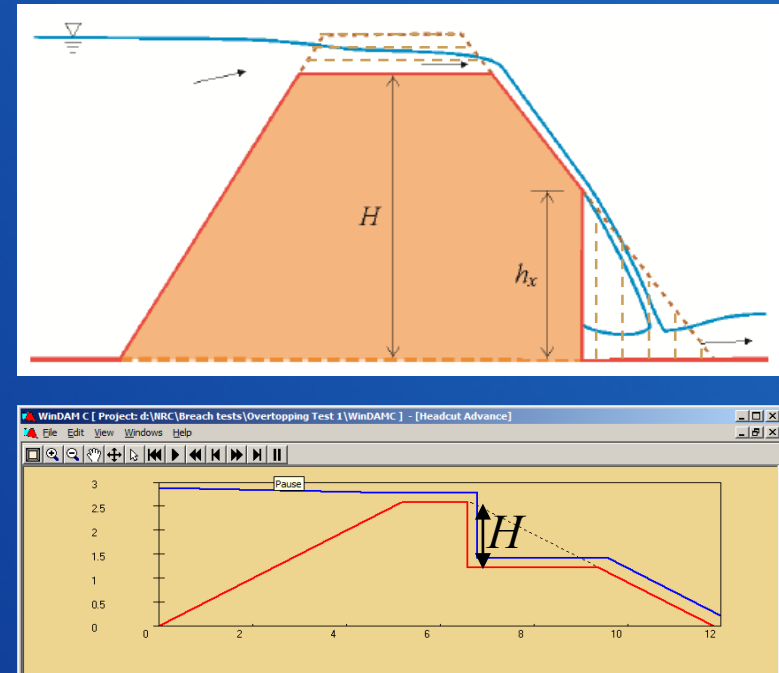 H
hx
WinDAM C [ Project: d:\NRC\Breach tests\Overtopping Test 1\WinDAMC ] - [Headcut Advance]
File Edit View Windows Help
Pause
3
2.5
2
1.5
1
0.5
0
H
0 2 4 6 8 10 12